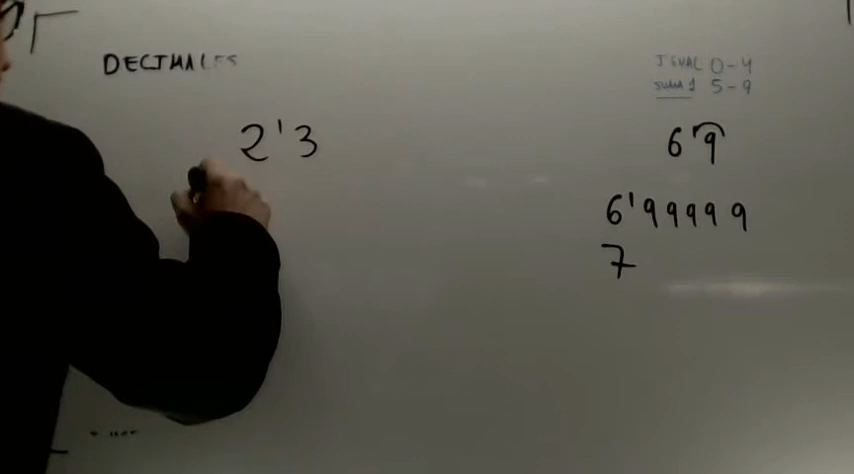 DECIMALES
2'3
IGUAL 0-4
SUMA 1 5-9
6 9
6'99999
7